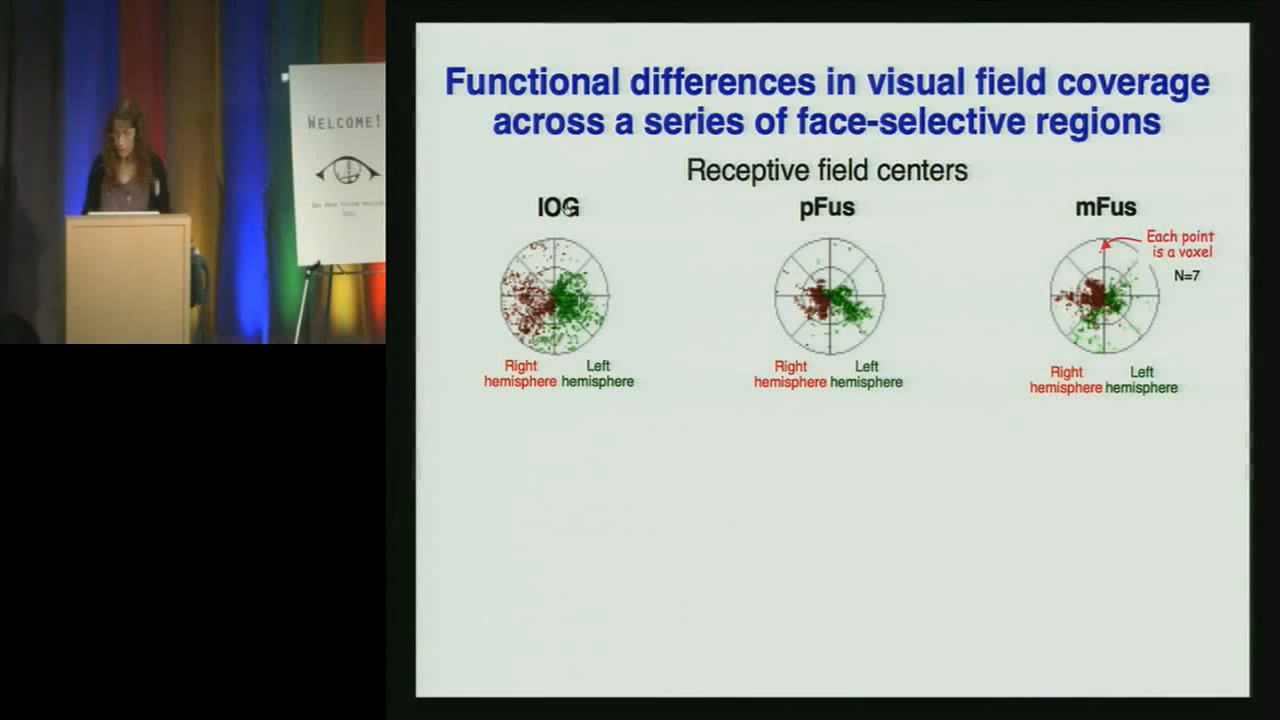 WELCOME!
2011
Functional differences in visual field coverage
across a series of face-selective regions
Receptive field centers
IOG
pFus
mFus
Each point
is a voxel
N=7
Right
hemisphere
Left
hemisphere
Right
hemisphere
Left
hemisphere
Right
hemisphere
Left
hemisphere